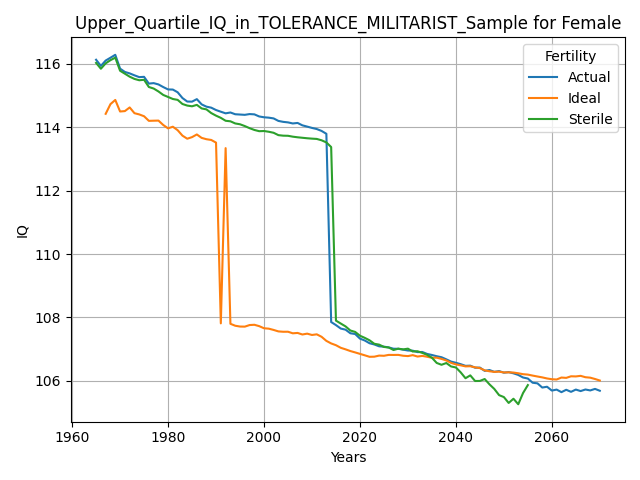 Upper_Quartile_IQ_in_TOLERANCE_MILITARIST_Sample for Female
Fertility
Actual
Ideal
Sterile
116
114
112
110
108
106
IQ
1960
1980
2000
2020
2040
2060
Years